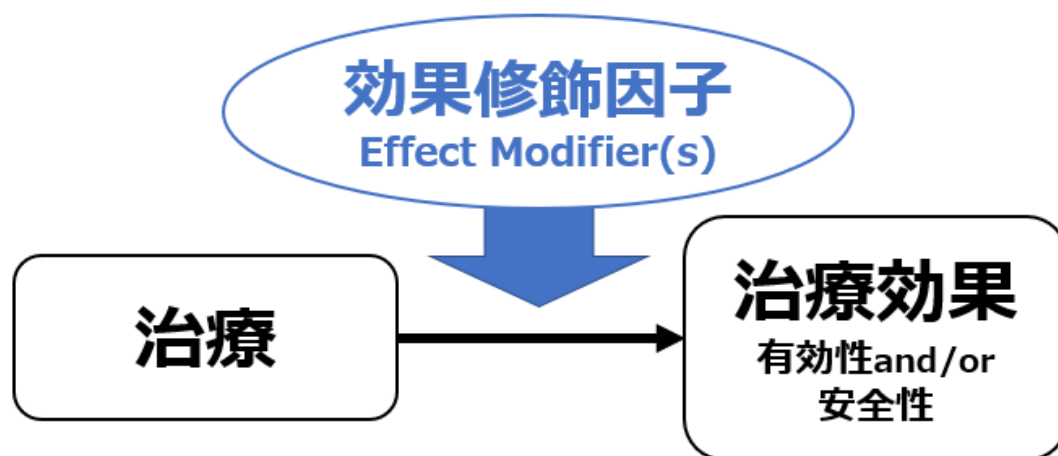 効果修飾因子
Effect Modifier(s)
治療
治療効果
有効性and/or
安全性